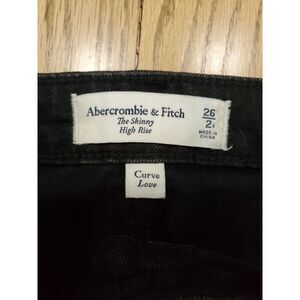 Abercrombie & Fitch
The Skinny
High Rise
26
2R
MADE IN
CHINA
Curve
Love